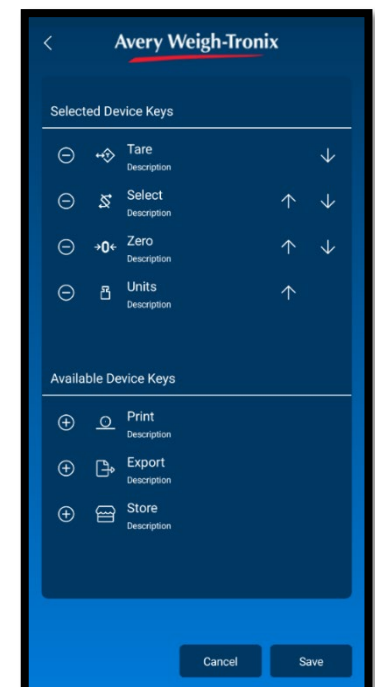 Avery Weigh-Tronix
Selected Device Keys
Tare
Description
Select
Description
→0← Zero
Description
Units
Description
Available Device Keys
Print
Description
Export
Description
Store
Description
Cancel Save